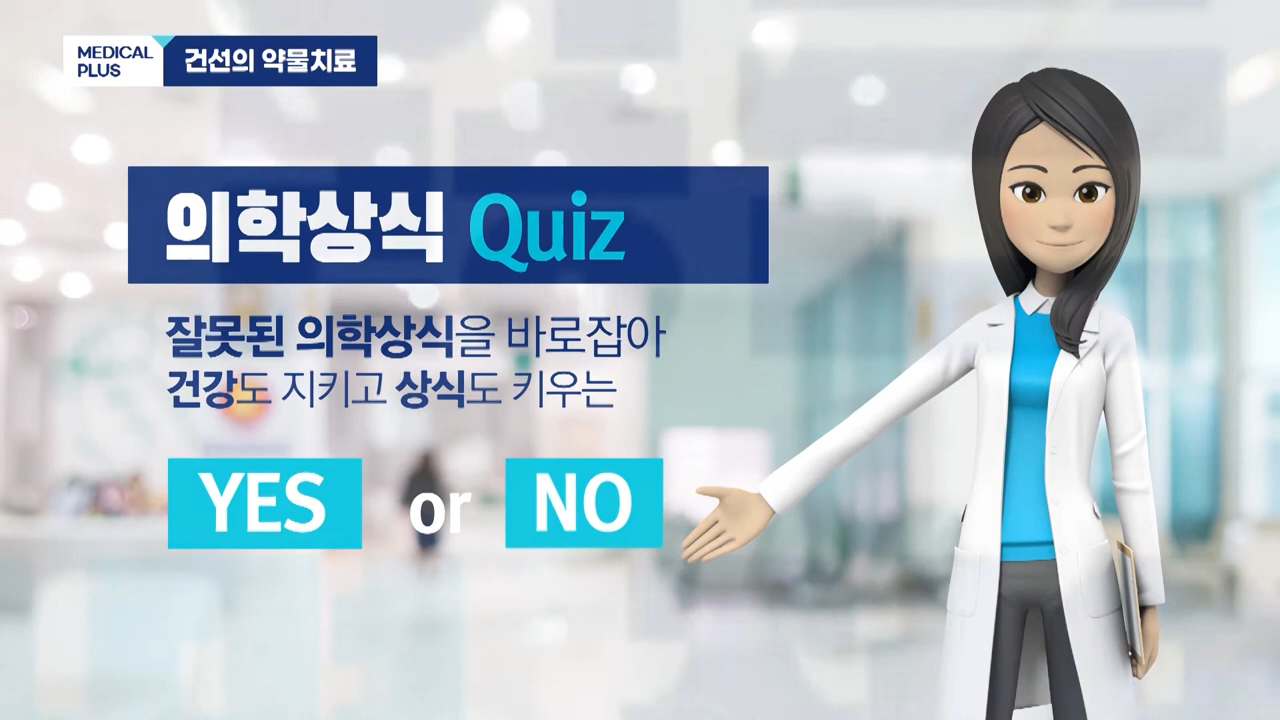 MEDICAL
PLUS
건선의 약물치료
의학상식 Quiz
잘못된 의학상식을 바로잡아
건강도 지키고 상식도 키우는
YES or NO